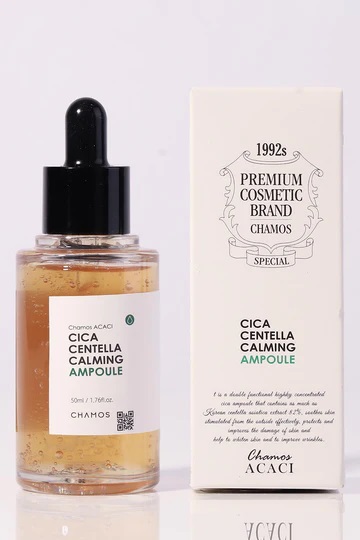 Chamos ACACI
CICA
CENTELLA
CALMING
AMPOULE
50ml / 1.76fl.oz.
CHAMOS
1992s
PREMIUM
COSMETIC
BRAND
CHAMOS
SPECIAL
CICA
CENTELLA
CALMING
AMPOULE
It is a double functional highly concentrated
cica ampoule that contains as much as
Korean centella asiatica extract 82%, soothes skin
stimulated from the outside effectively, protects and
improves the damage of skin and
help to whiten skin and to improve wrinkles.
Chamos
ACACI